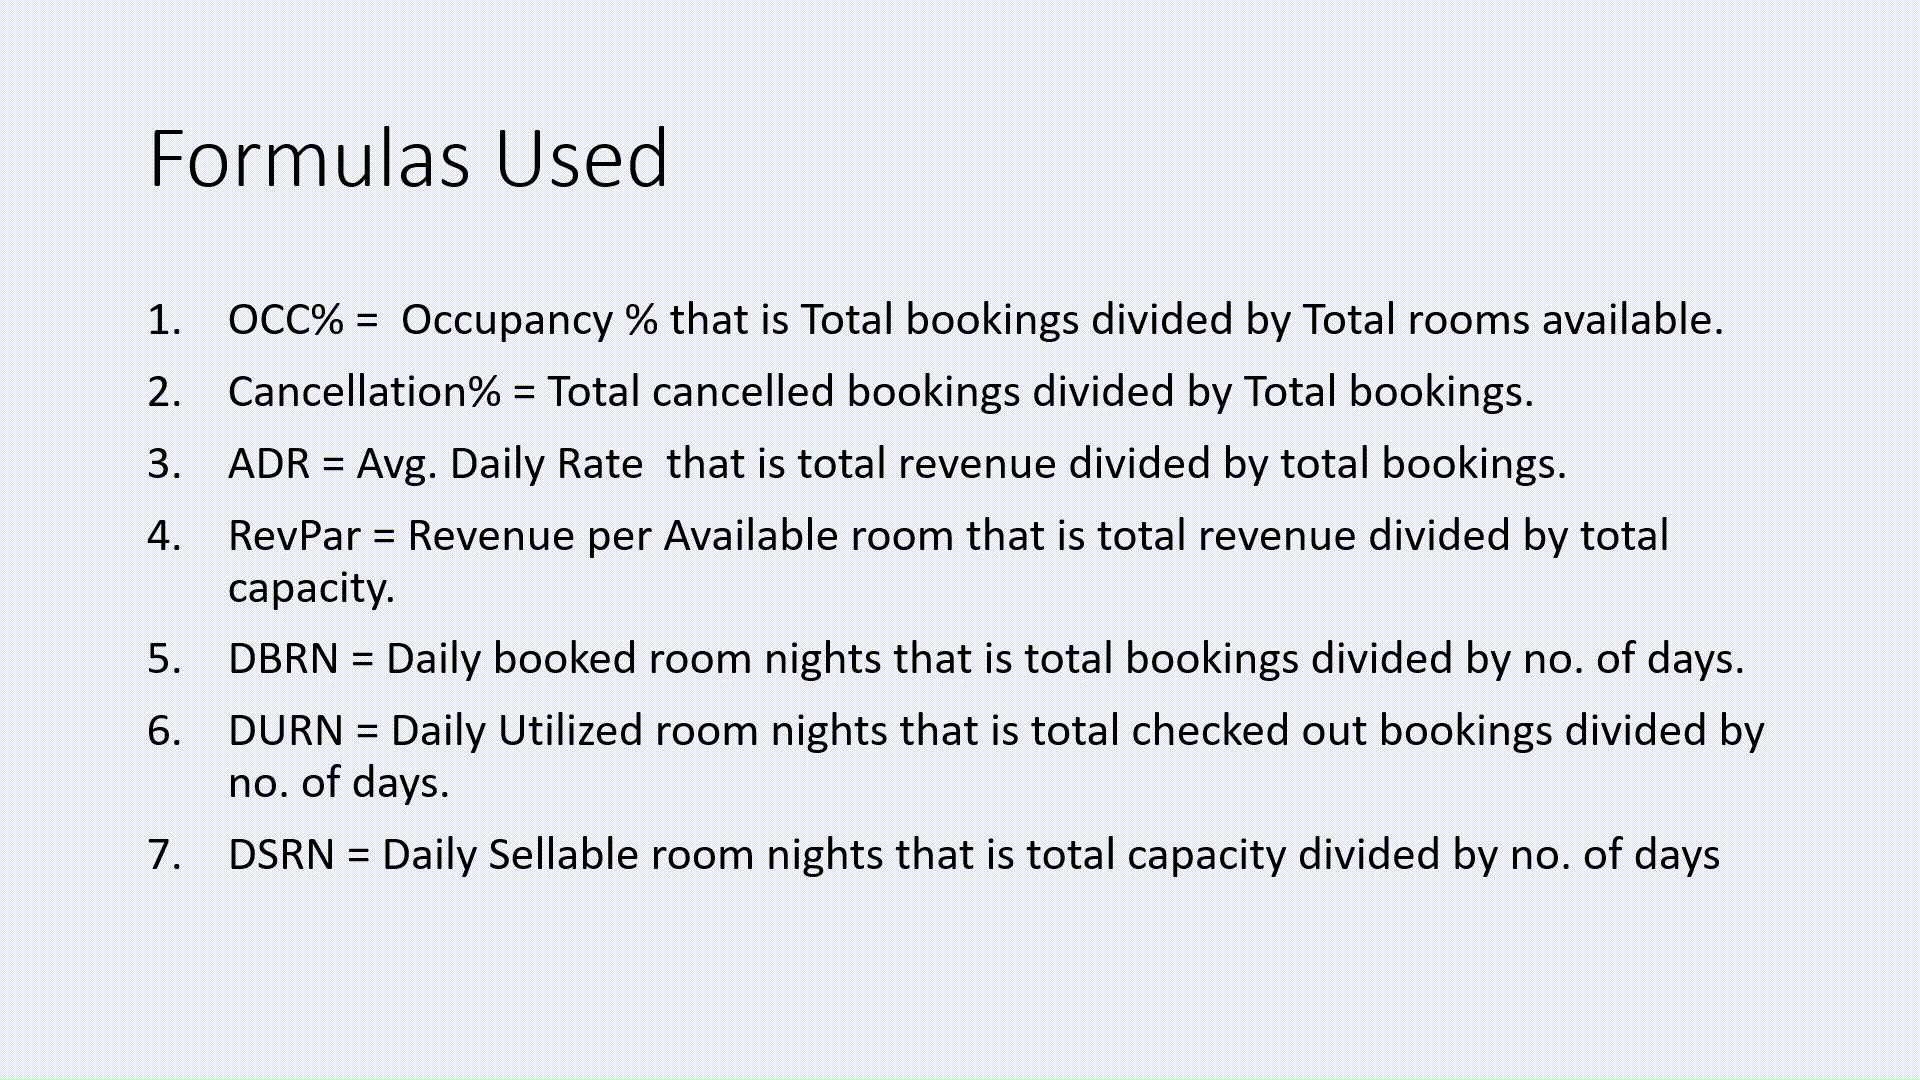 Formulas Used
1. OCC% =  Occupancy % that is Total bookings divided by Total rooms available.
2. Cancellation% = Total cancelled bookings divided by Total bookings.
3. ADR = Avg. Daily Rate  that is total revenue divided by total bookings.
4. RevPar = Revenue per Available room that is total revenue divided by total
capacity.
5. DBRN = Daily booked room nights that is total bookings divided by no. of days.
6. DURN = Daily Utilized room nights that is total checked out bookings divided by
no. of days.
7. DSRN = Daily Sellable room nights that is total capacity divided by no. of days